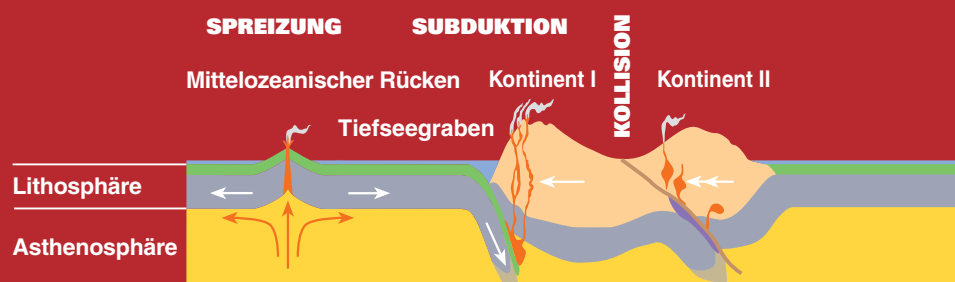 SPREIZUNG
SUBDUKTION
KOLLISION
Mittelozeanischer Rücken
Kontinent I
Kontinent II
Tiefseegraben
Lithosphäre
Asthenosphäre